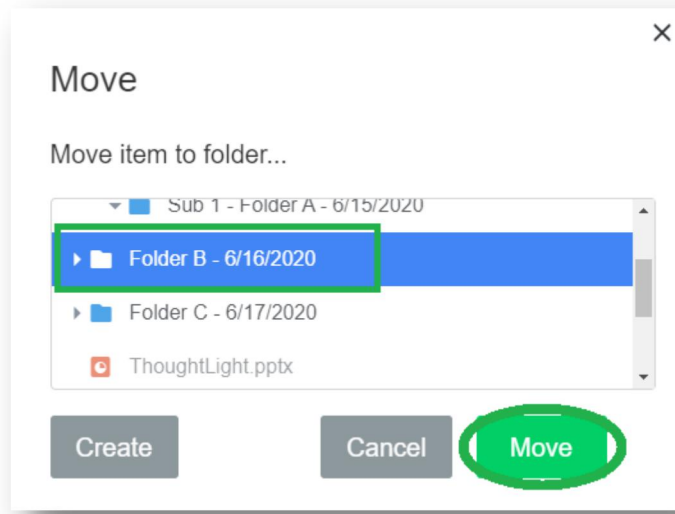 Move
Move item to folder...
Sub 1 - Folder A - 6/15/2020
Folder B - 6/16/2020
Folder C - 6/17/2020
ThoughtLight.pptx
Create Cancel Move